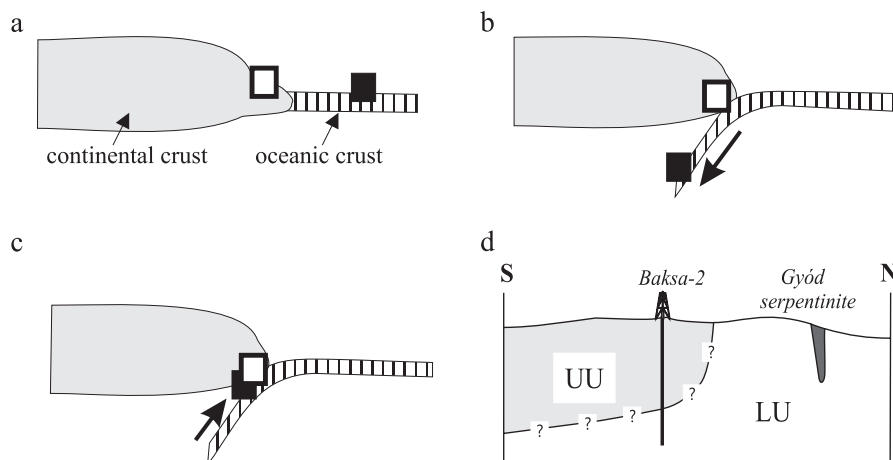 a
b
continental crust
oceanic crust
c
d
S
Baksa-2
Gyód
serpentinite
N
?
UU
?
LU
?
?
?